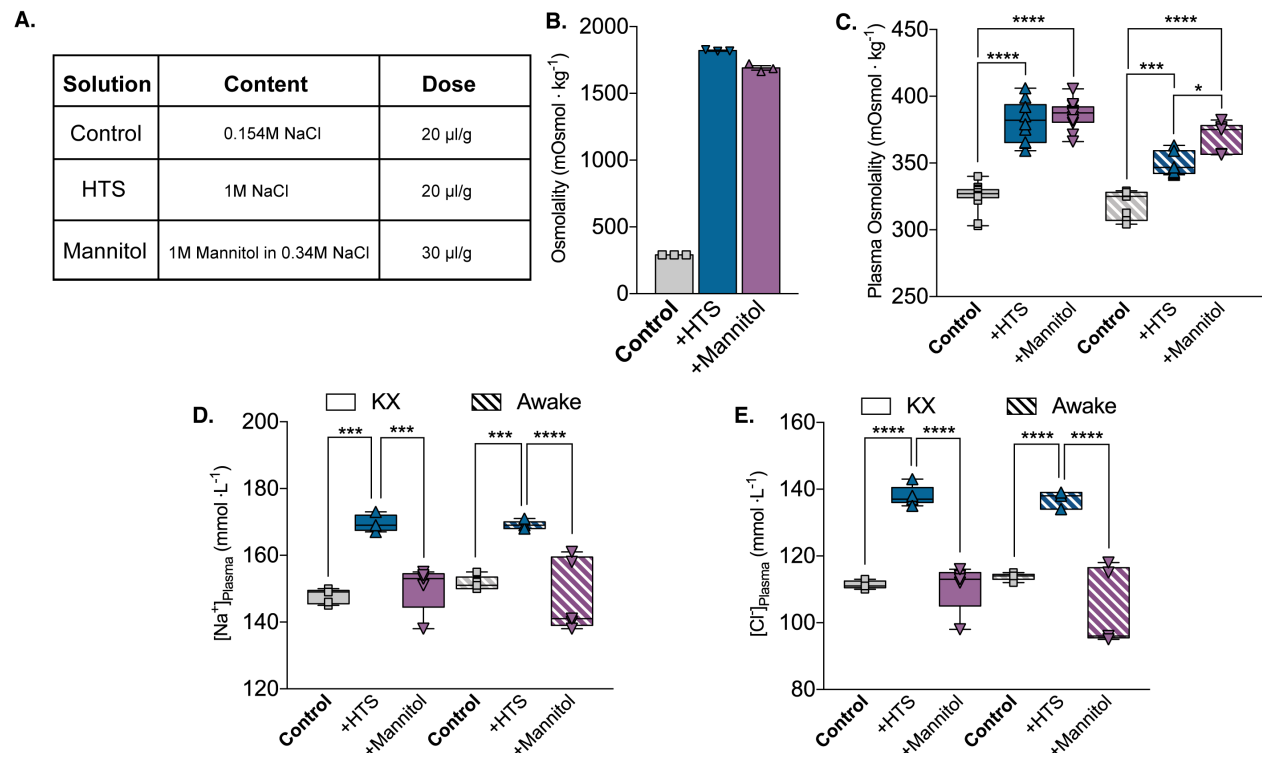 A.
Solution Content Dose
Control 0.154M NaCl 20 µl/g
HTS 1M NaCl 20 µl/g
Mannitol 1M Mannitol in 0.34M NaCl 30 µl/g
B.
Osmolality (mOsmol · kg⁻¹)
2000
1500
1000
500
0
Control
+HTS
+Mannitol
C.
Plasma Osmolality (mOsmol · kg⁻¹)
450
400
350
300
250
**** ****
**** ***
*
Control
+HTS
+Mannitol
Control
+HTS
+Mannitol
D.
KX Awake
[Na⁺]Plasma (mmol ·L⁻¹)
200
180
160
140
120
*** *** *** ****
Control
+HTS
+Mannitol
Control
+HTS
+Mannitol
E.
KX Awake
[Cl⁻]Plasma (mmol ·L⁻¹)
160
140
120
100
80
**** **** **** ****
Control
+HTS
+Mannitol
Control
+HTS
+Mannitol